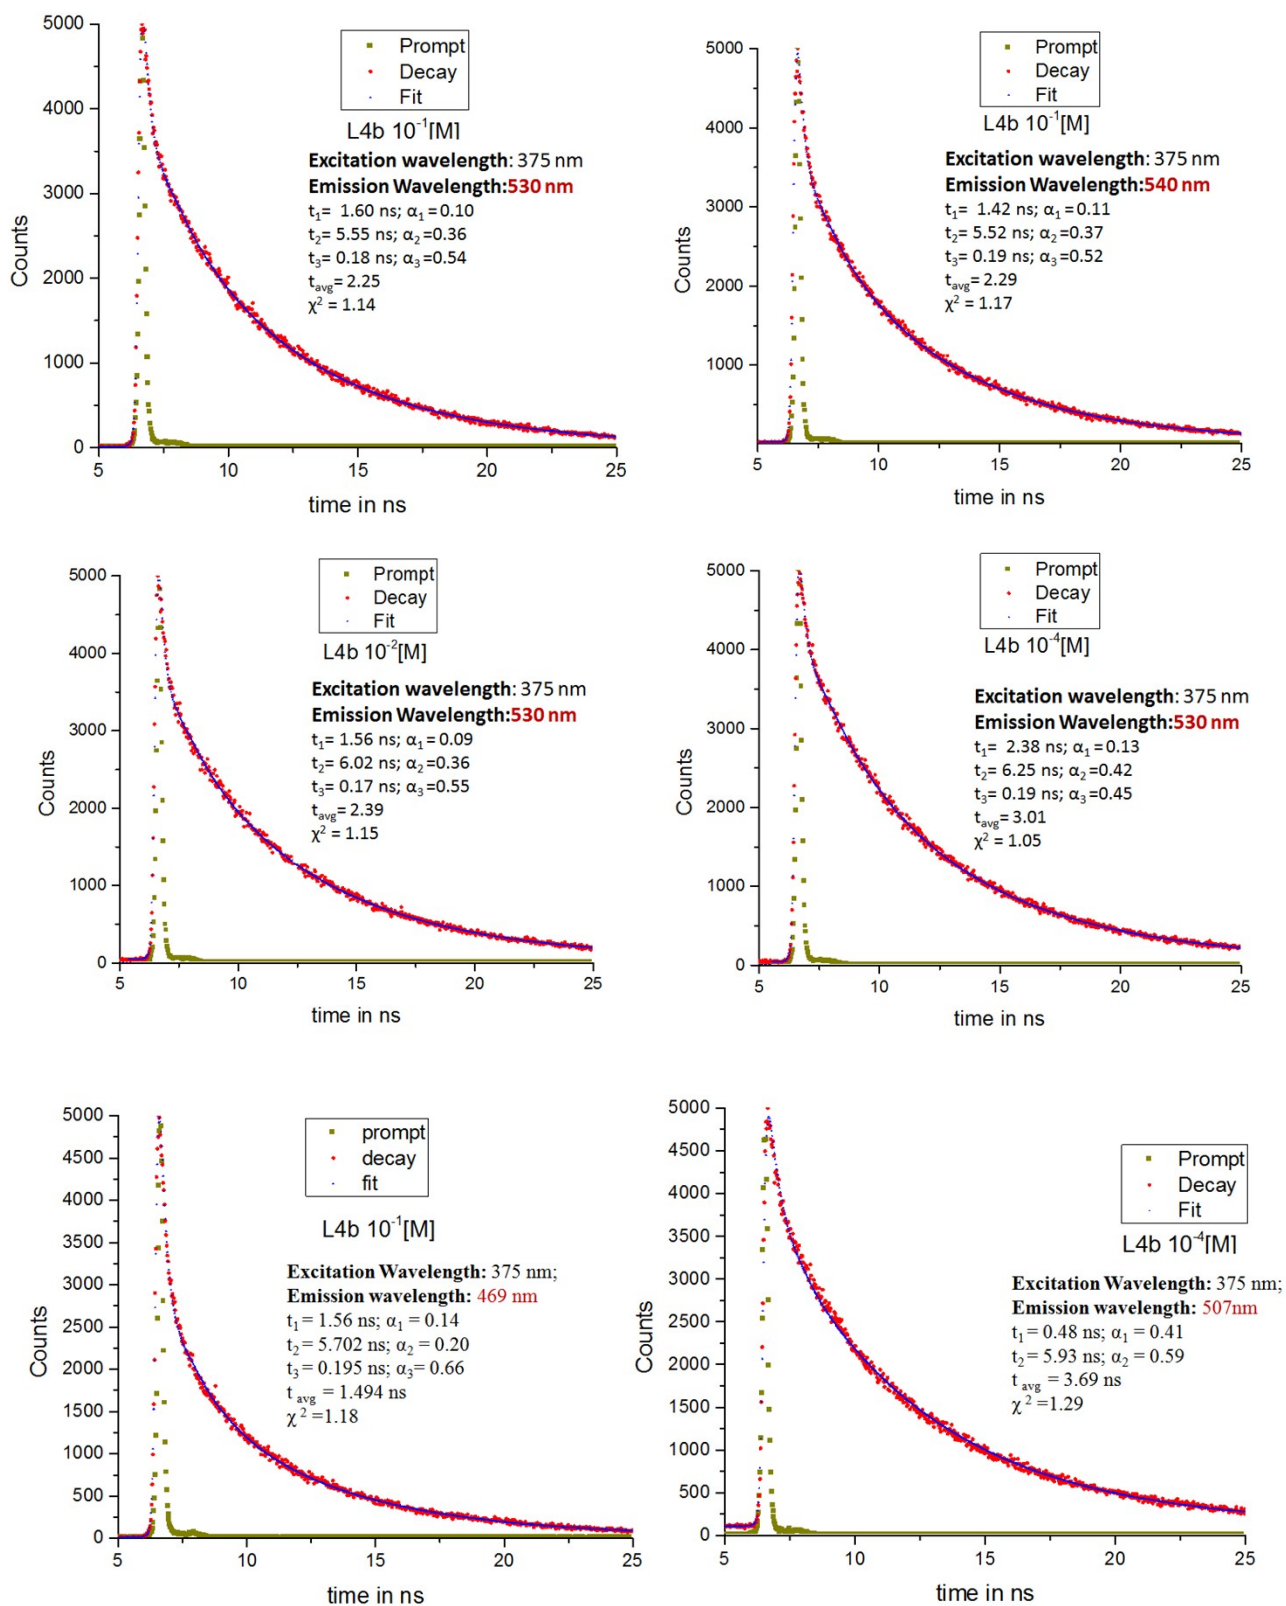 5000
4000
3000
2000
1000
0
Counts
5
10
15
20
25
time in ns
Prompt
Decay
Fit
L4b 10⁻¹[M]
Excitation wavelength: 375 nm
Emission Wavelength:530 nm
t₁= 1.60 ns; α₁ = 0.10
t₂= 5.55 ns; α₂ = 0.36
t₃= 0.18 ns; α₃ = 0.54
tavg = 2.25
χ² = 1.14
5000
4000
3000
2000
1000
Counts
5
10
15
20
25
time in ns
Prompt
Decay
Fit
L4b 10⁻¹[M]
Excitation wavelength: 375 nm
Emission Wavelength:540 nm
t₁= 1.42 ns; α₁ = 0.11
t₂= 5.52 ns; α₂ = 0.37
t₃= 0.19 ns; α₃ = 0.52
tavg = 2.29
χ² = 1.17
5000
4000
3000
2000
1000
0
Counts
5
10
15
20
25
time in ns
Prompt
Decay
Fit
L4b 10⁻²[M]
Excitation wavelength: 375 nm
Emission Wavelength:530 nm
t₁= 1.56 ns; α₁ = 0.09
t₂= 6.02 ns; α₂ = 0.36
t₃= 0.17 ns; α₃ = 0.55
tavg = 2.39
χ² = 1.15
5000
4000
3000
2000
1000
0
Counts
5
10
15
20
25
time in ns
Prompt
Decay
Fit
L4b 10⁻⁴[M]
Excitation wavelength: 375 nm
Emission Wavelength:530 nm
t₁= 2.38 ns; α₁ = 0.13
t₂= 6.25 ns; α₂ = 0.42
t₃= 0.19 ns; α₃ = 0.45
tavg = 3.01
χ² = 1.05
5000
4500
4000
3500
3000
2500
2000
1500
1000
500
0
Counts
5
10
15
20
25
time in ns
prompt
decay
fit
L4b 10⁻¹[M]
Excitation Wavelength: 375 nm;
Emission wavelength: 469 nm
t₁ = 1.56 ns; α₁ = 0.14
t₂ = 5.702 ns; α₂ = 0.20
t₃ = 0.195 ns; α₃= 0.66
t avg = 1.494 ns
χ ² =1.18
5000
4500
4000
3500
3000
2500
2000
1500
1000
500
0
Counts
5
10
15
20
25
time in ns
Prompt
Decay
Fit
L4b 10⁻⁴[M]
Excitation Wavelength: 375 nm;
Emission wavelength: 507nm
t₁ = 0.48 ns; α₁ = 0.41
t₂ = 5.93 ns; α₂ = 0.59
t avg = 3.69 ns
χ ² =1.29